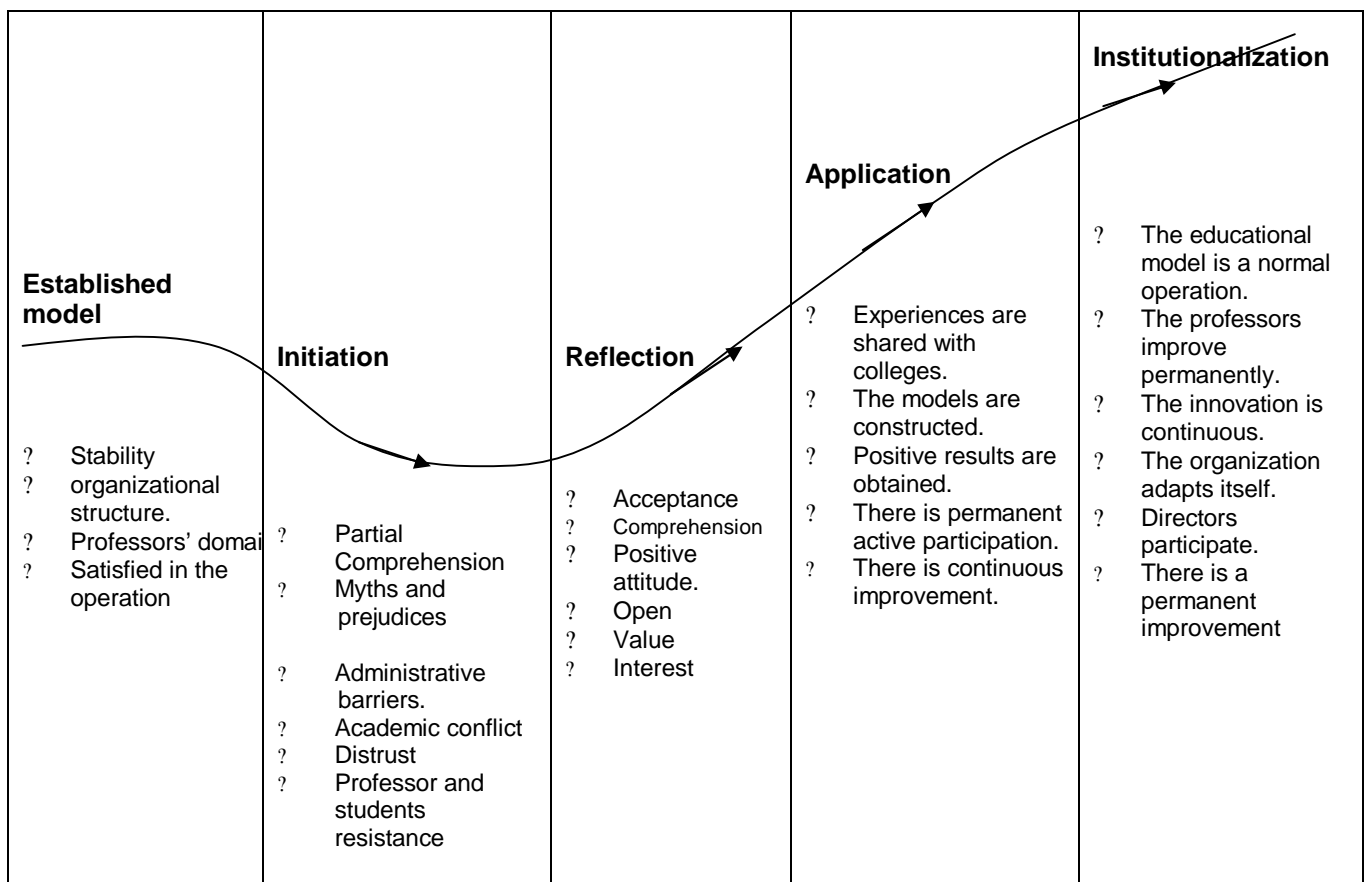 Established
model
? Stability
? organizational
structure.
? Professors' domai
? Satisfied in the
operation
Initiation
? Partial
Comprehension
? Myths and
prejudices
? Administrative
barriers.
? Academic conflict
? Distrust
? Professor and
students
resistance
Reflection
? Acceptance
? Comprehension
? Positive
attitude.
? Open
? Value
? Interest
Application
? Experiences are
shared with
colleges.
? The models are
constructed.
? Positive results are
obtained.
? There is permanent
active participation.
? There is continuous
improvement.
Institutionalization
? The educational
model is a normal
operation.
? The professors
improve
permanently.
? The innovation is
continuous.
? The organization
adapts itself.
? Directors
participate.
? There is a
permanent
improvement